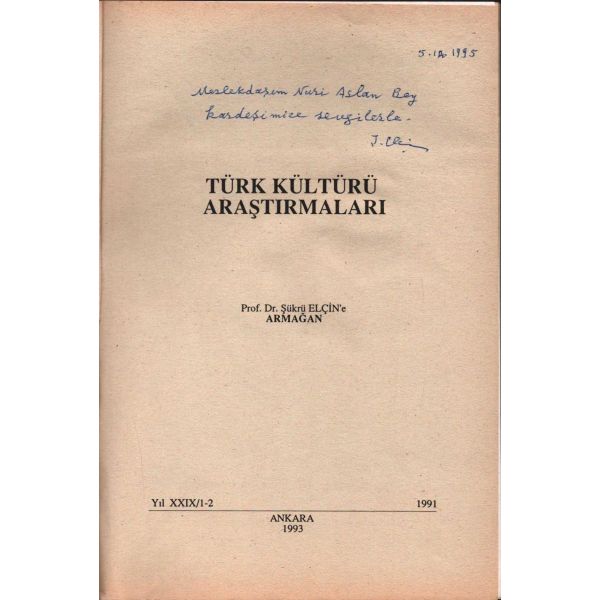 5. 1995
Meslekdaşım Nuri Aslan Bey
kardeşimize sevgilerle.
TÜRK KÜLTÜRÜ
ARAŞTIRMALARI
Prof. Dr. Şükrü ELÇİN'e
ARMAĞAN
Yıl XXIX/1-2 1991
ANKARA
1993